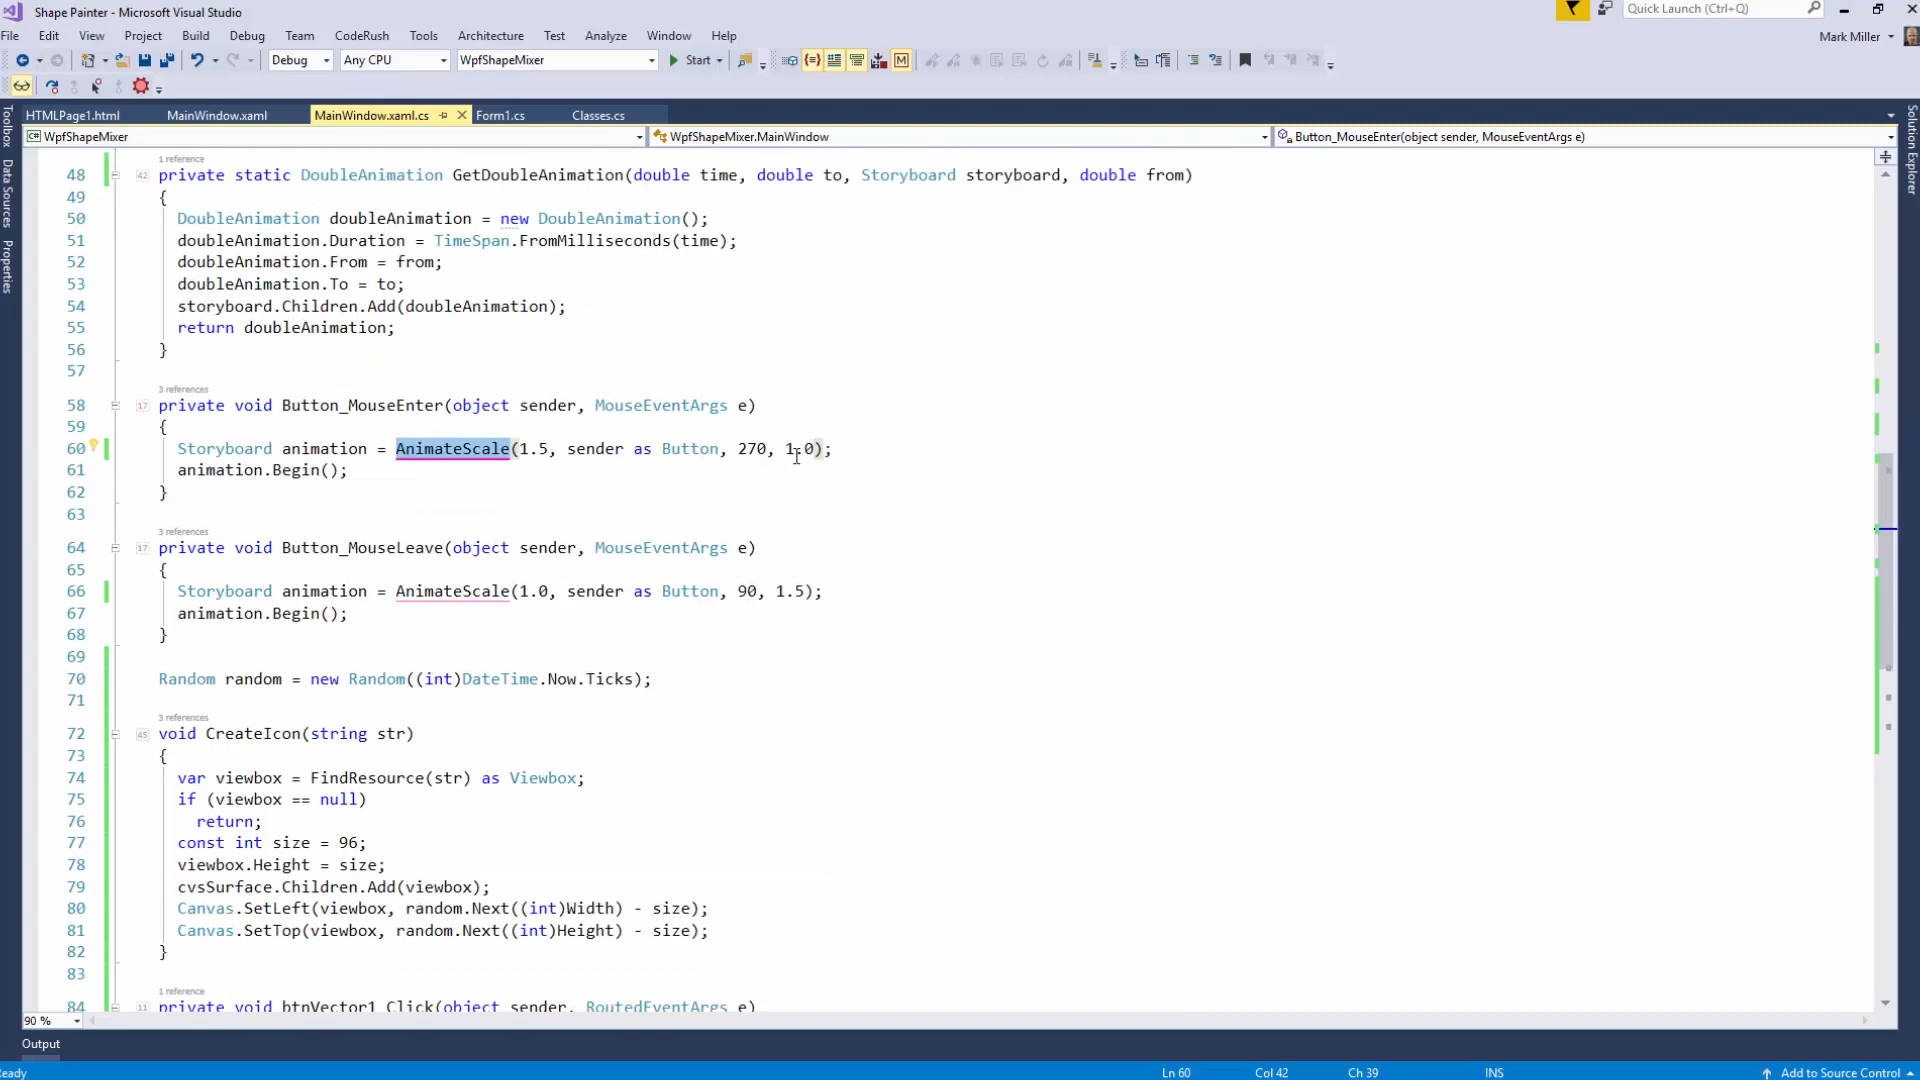 Shape Painter - Microsoft Visual Studio
Quick Launch (Ctrl+Q)
File Edit View Project Build Debug Team CodeRush Tools Architecture Test Analyze Window Help
Mark Miller
Debug Any CPU WpfShapeMixer Start
HTMLPage1.html MainWindow.xaml MainWindow.xaml.cs Form1.cs Classes.cs
WpfShapeMixer WpfShapeMixer.MainWindow Button_MouseEnter(object sender, MouseEventArgs e)
Toolbox
Data Sources
Properties
Solution Explorer
1 reference
48 42 private static DoubleAnimation GetDoubleAnimation(double time, double to, Storyboard storyboard, double from)
49 {
50 DoubleAnimation doubleAnimation = new DoubleAnimation();
51 doubleAnimation.Duration = TimeSpan.FromMilliseconds(time);
52 doubleAnimation.From = from;
53 doubleAnimation.To = to;
54 storyboard.Children.Add(doubleAnimation);
55 return doubleAnimation;
56 }
57
3 references
58 17 private void Button_MouseEnter(object sender, MouseEventArgs e)
59 {
60 Storyboard animation = AnimateScale(1.5, sender as Button, 270, 1.0);
61 animation.Begin();
62 }
63
3 references
64 17 private void Button_MouseLeave(object sender, MouseEventArgs e)
65 {
66 Storyboard animation = AnimateScale(1.0, sender as Button, 90, 1.5);
67 animation.Begin();
68 }
69
70 Random random = new Random((int)DateTime.Now.Ticks);
71
3 references
72 45 void CreateIcon(string str)
73 {
74 var viewbox = FindResource(str) as Viewbox;
75 if (viewbox == null)
76 return;
77 const int size = 96;
78 viewbox.Height = size;
79 cvsSurface.Children.Add(viewbox);
80 Canvas.SetLeft(viewbox, random.Next((int)Width) - size);
81 Canvas.SetTop(viewbox, random.Next((int)Height) - size);
82 }
83
1 reference
84 11 private void btnVector1_Click(object sender, RoutedEventArgs e)
90 %
Output
eady Ln 60 Col 42 Ch 39 INS Add to Source Control